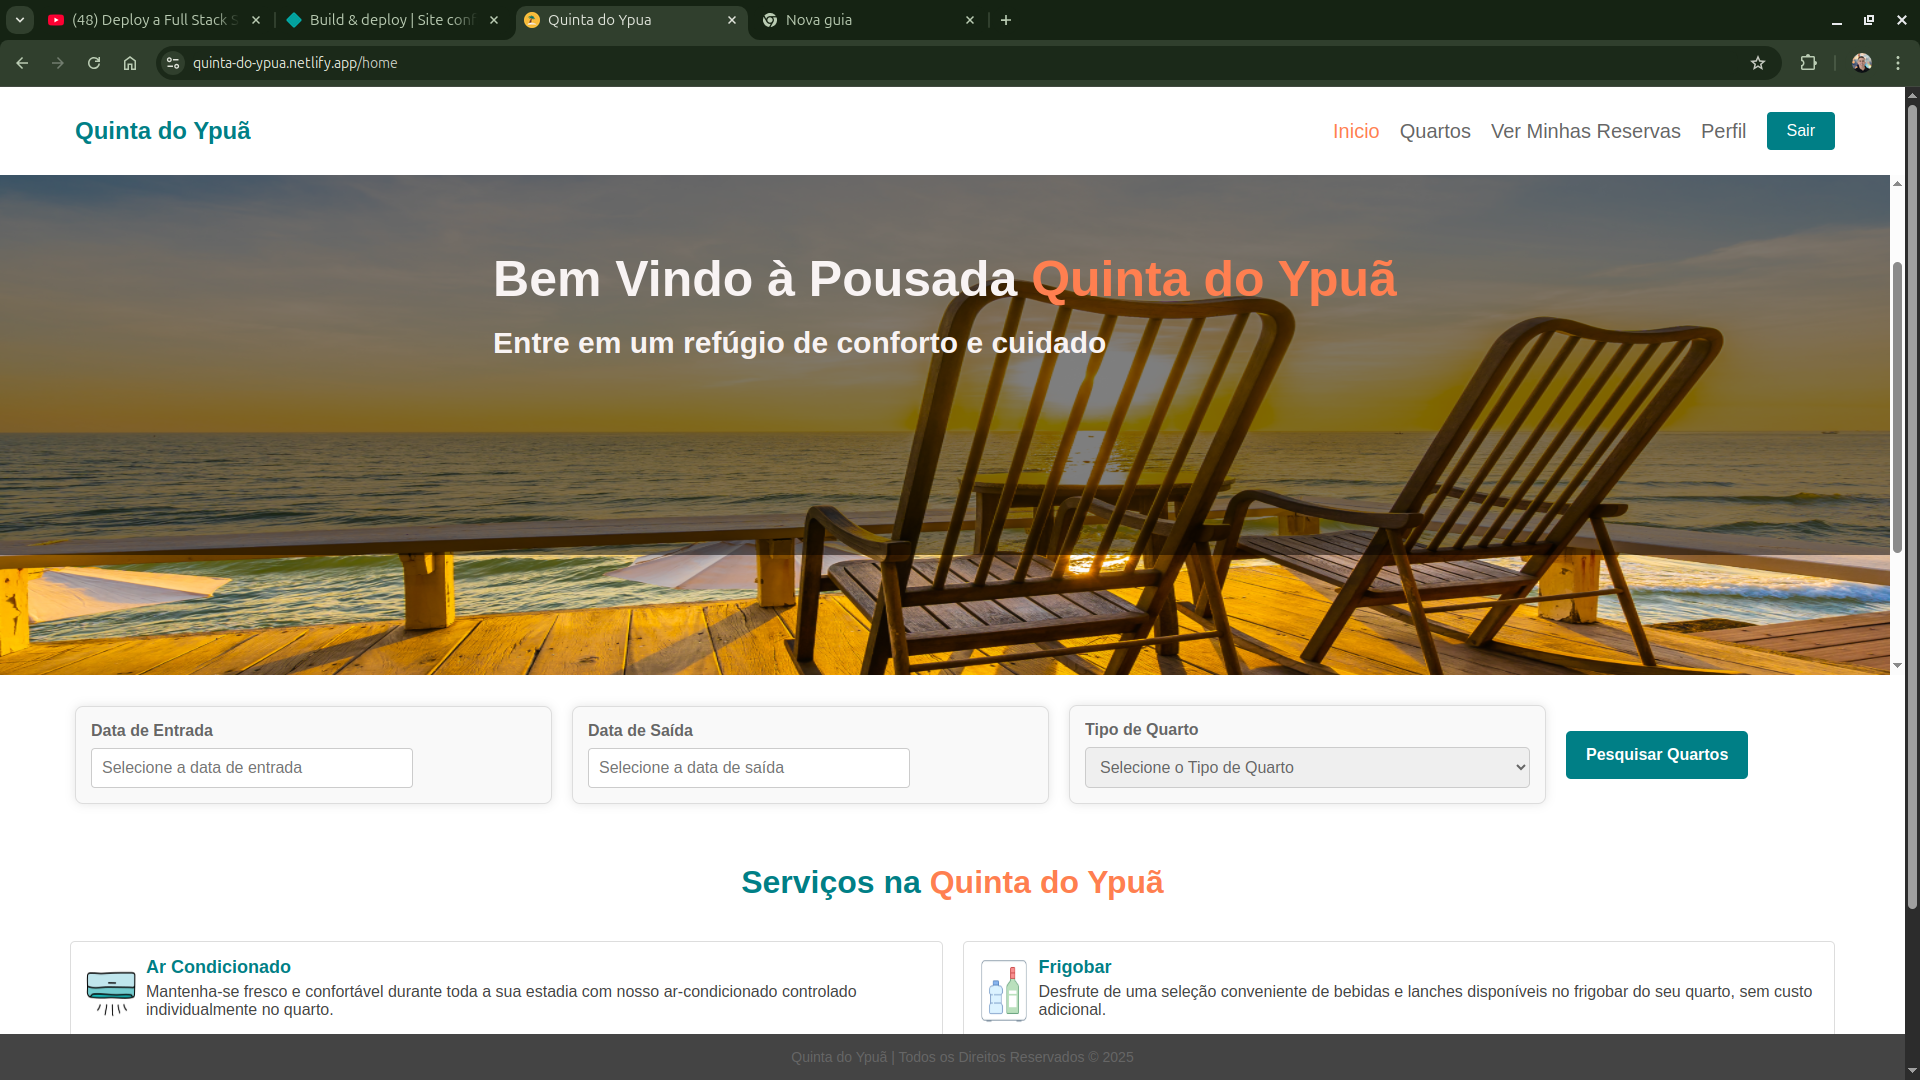 (48) Deploy a Full Stack S
Build & deploy | Site conf
Quinta do Ypua
Nova guia
quinta-do-ypua.netlify.app/home
Quinta do Ypuã
Inicio
Quartos
Ver Minhas Reservas
Perfil
Sair
Bem Vindo à Pousada Quinta do Ypuã
Entre em um refúgio de conforto e cuidado
Data de Entrada
Selecione a data de entrada
Data de Saída
Selecione a data de saída
Tipo de Quarto
Selecione o Tipo de Quarto
Pesquisar Quartos
Serviços na Quinta do Ypuã
Ar Condicionado
Mantenha-se fresco e confortável durante toda a sua estadia com nosso ar-condicionado controlado
individualmente no quarto.
Frigobar
Desfrute de uma seleção conveniente de bebidas e lanches disponíveis no frigobar do seu quarto, sem custo
adicional.
Quinta do Ypuã | Todos os Direitos Reservados © 2025